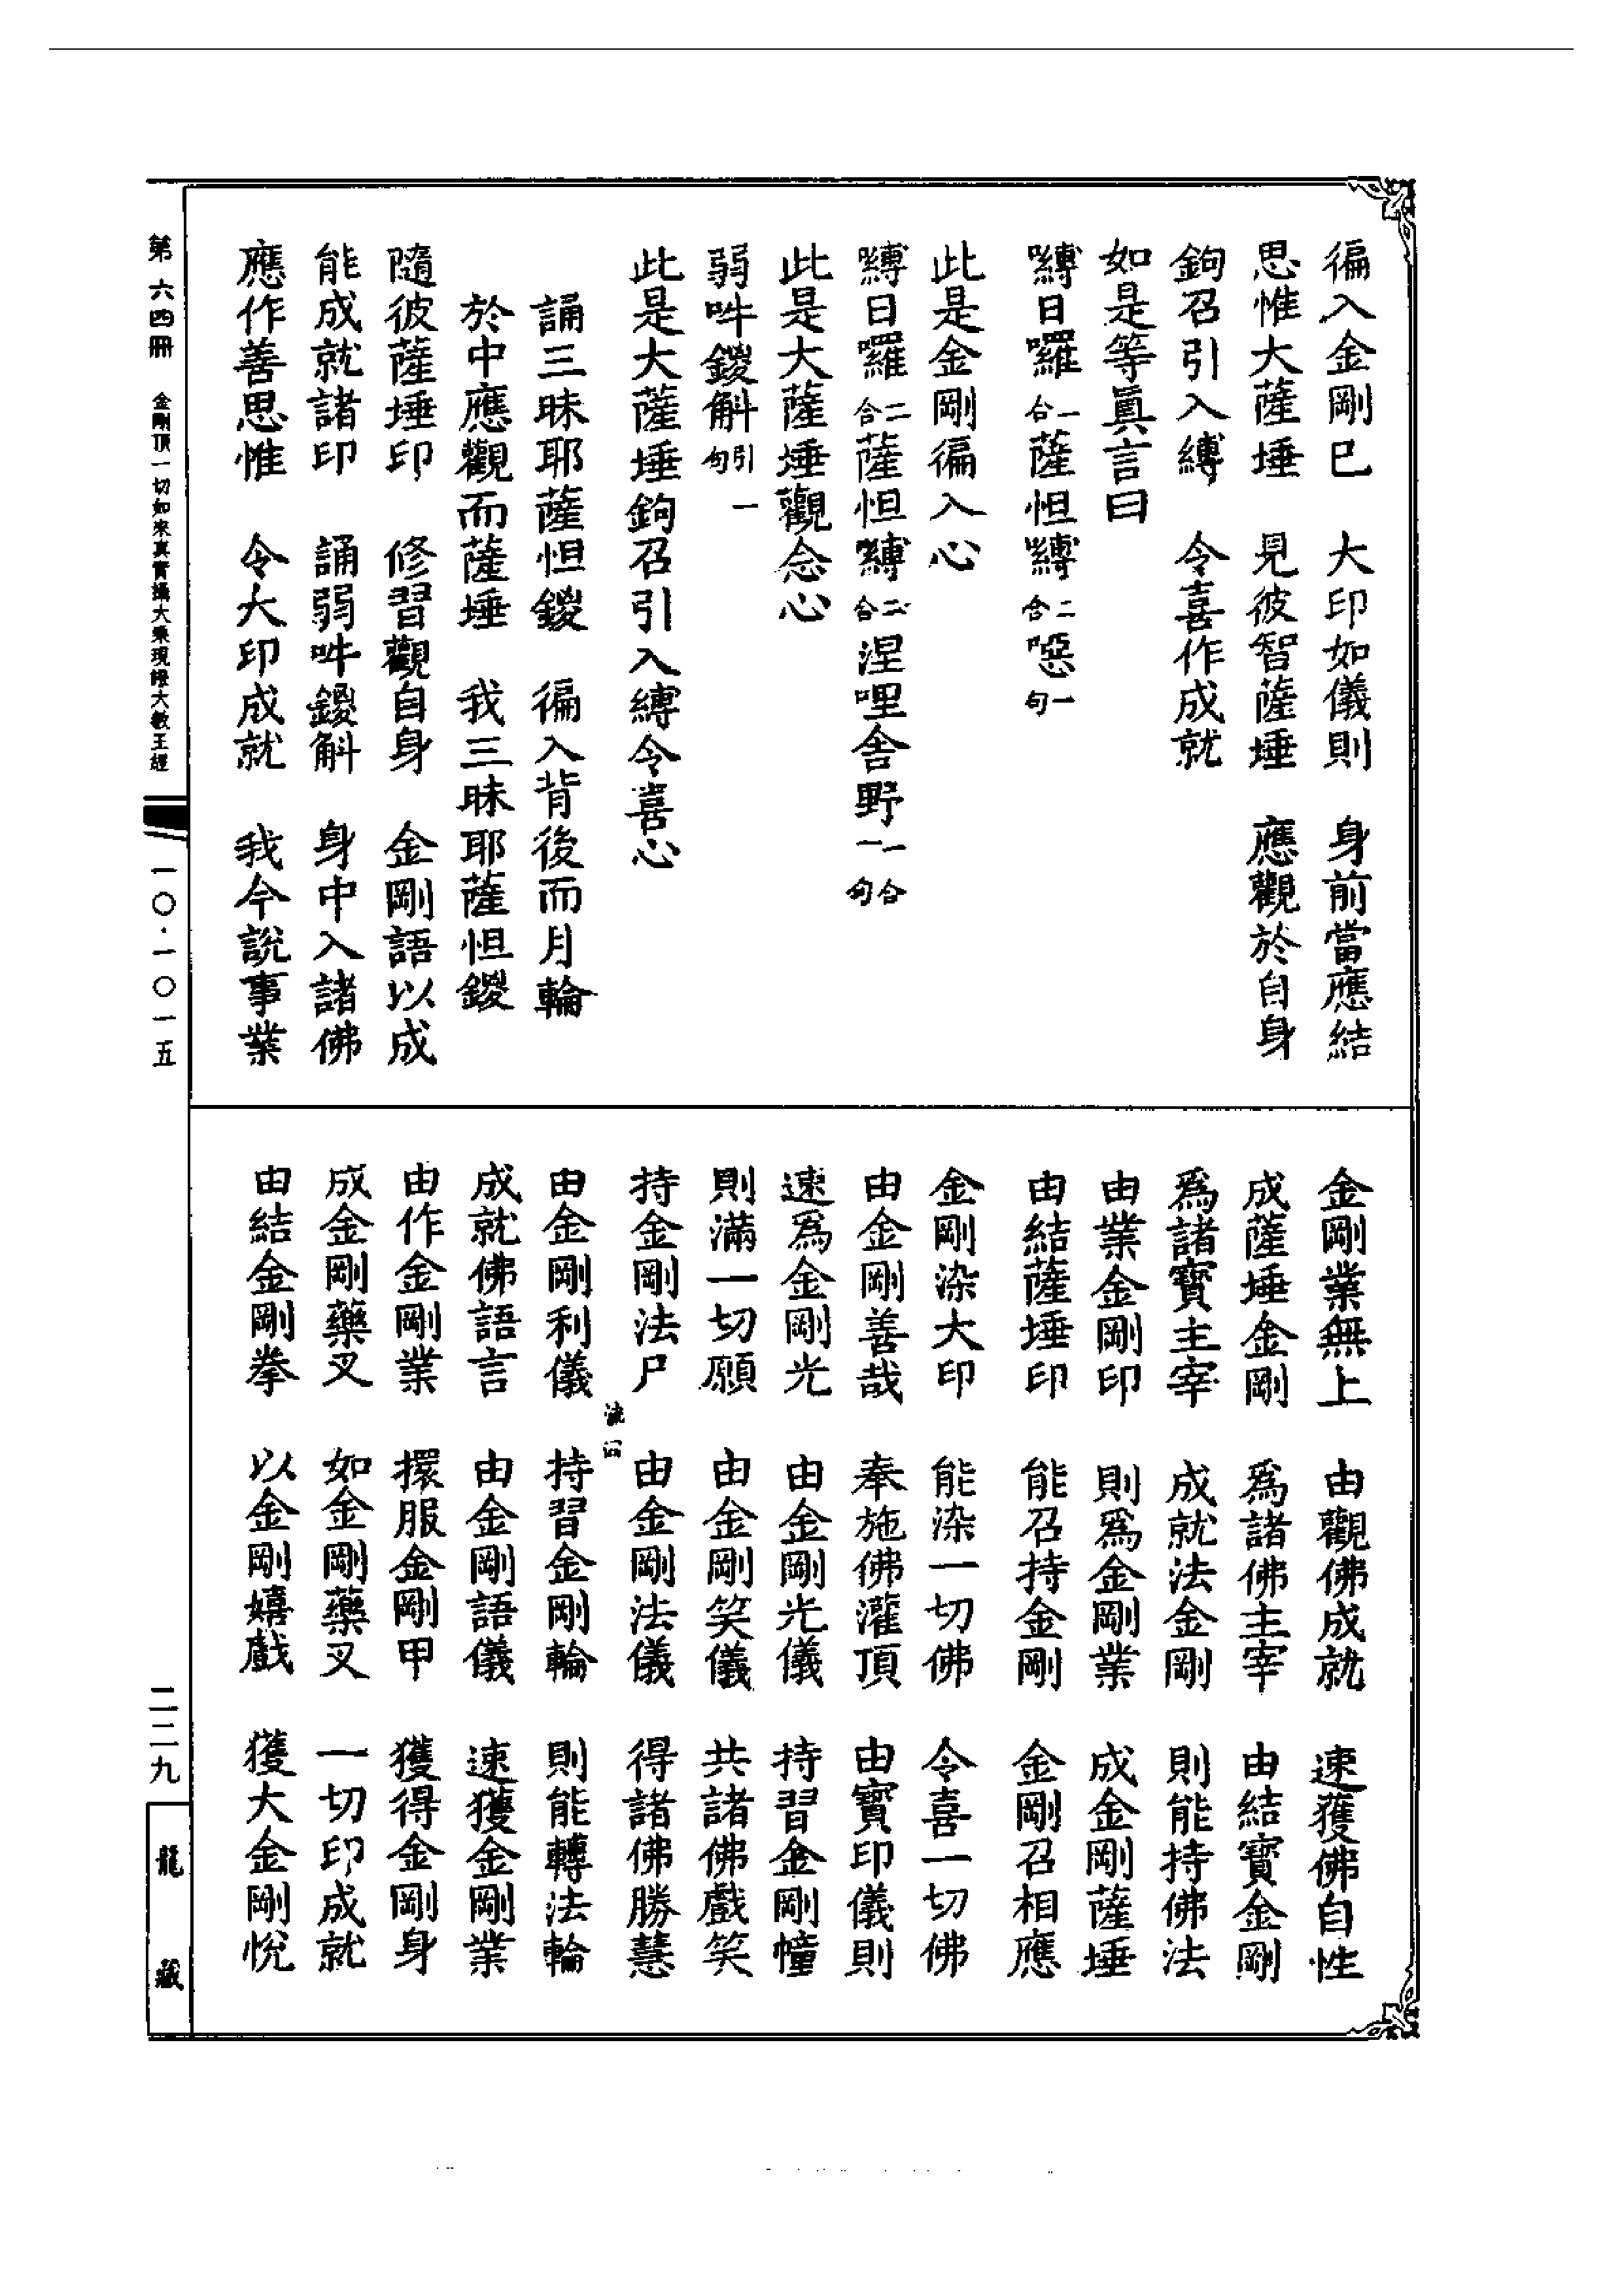 徧入金剛巳　大印如儀則　身前當應結
思惟大薩埵　見彼智薩埵　應觀於自身
鉤召引入縛　令喜作成就
如是等眞言曰
嚩日囉二合薩怛嚩二合噁一句
此是金剛徧入心
嚩日囉二合薩怛嚩二合涅哩舍野二合一句
此是大薩埵觀念心
弱吽鑁斛引一句
此是大薩埵鉤召引入縛令喜心
誦三昧耶薩怛鑁　徧入背後而月輪
於中應觀而薩埵　我三昧耶薩怛鑁
隨彼薩埵印　修習觀自身　金剛語以成
能成就諸印　誦弱吽鑁斛　身中入諸佛
應作善思惟　令大印成就　我今説事業
金剛業無上　由觀佛成就　速獲佛自性
成薩埵金剛　爲諸佛主宰　由結寶金剛
爲諸寶主宰　成就法金剛　則能持佛法
由業金剛印　則爲金剛業　成金剛薩埵
由結薩埵印　能召持金剛　金剛召相應
金剛染大印　能染一切佛　令喜一切佛
由金剛善哉　奉施佛灌頂　由寶印儀則
速爲金剛光　由金剛光儀　持習金剛幢
則滿一切願　由金剛笑儀　共諸佛戲笑
持金剛法尸　由金剛法儀　得諸佛勝慧
由金剛利儀　持習金剛輪　則能轉法輪
成就佛語言　由金剛語儀　速獲金剛業
由作金剛業　擐服金剛甲　獲得金剛身
成金剛藥叉　如金剛藥叉　一切印成就
由結金剛拳　以金剛嬉戲　獲大金剛悅
第六四冊　金剛頂一切如來真實攝大乘現證大教王經　一〇·一〇一五　二二九　龍藏